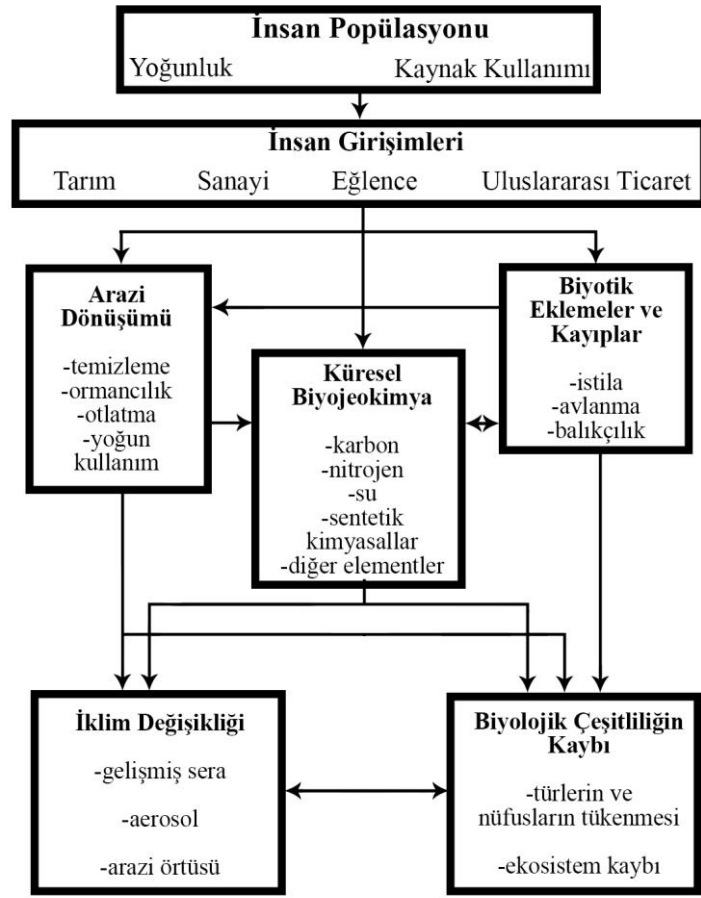 İnsan Popülasyonu
Yoğunluk Kaynak Kullanımı
İnsan Girişimleri
Tarım Sanayi Eğlence Uluslararası Ticaret
Arazi
Dönüşümü
-temizleme
-ormancılık
-otlatma
-yoğun
kullanım
Küresel
Biyojeokimya
-karbon
-nitrojen
-su
-sentetik
kimyasallar
-diğer elementler
Biyotik
Eklemeler ve
Kayıplar
-istila
-avlanma
-balıkçılık
İklim Değişikliği
-gelişmiş sera
-aerosol
-arazi örtüsü
Biyolojik Çeşitliliğin
Kaybı
-türlerin ve
nüfusların tükenmesi
-ekosistem kaybı